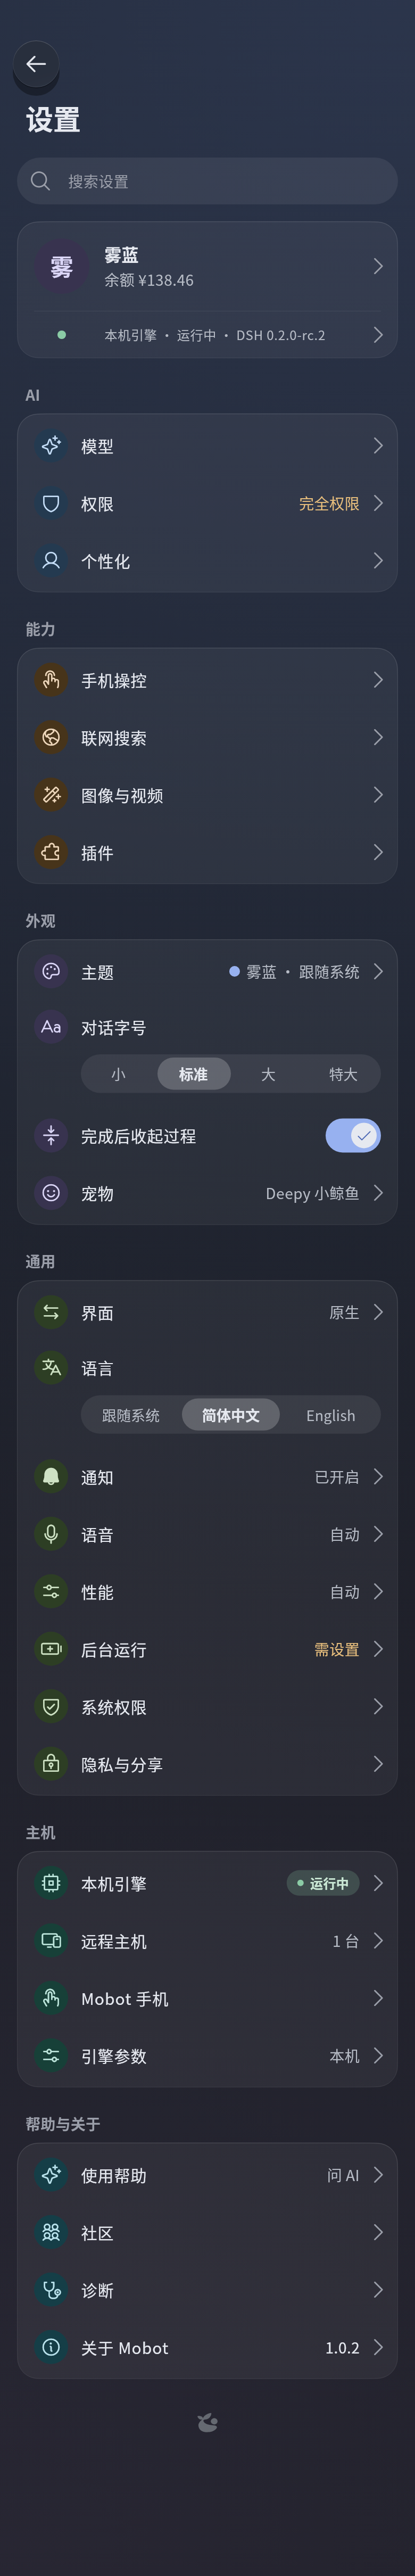 设置
搜索设置
雾
雾蓝
余额 ¥138.46
本机引擎 · 运行中 · DSH 0.2.0-rc.2
AI
模型
权限 完全权限
个性化
能力
手机操控
联网搜索
图像与视频
插件
外观
主题 雾蓝 · 跟随系统
Aa 对话字号
小 标准 大 特大
完成后收起过程
宠物 Deepy 小鲸鱼
通用
界面 原生
语言
跟随系统 简体中文 English
通知 已开启
语音 自动
性能 自动
后台运行 需设置
系统权限
隐私与分享
主机
本机引擎 运行中
远程主机 1 台
Mobot 手机
引擎参数 本机
帮助与关于
使用帮助 问 AI
社区
诊断
关于 Mobot 1.0.2